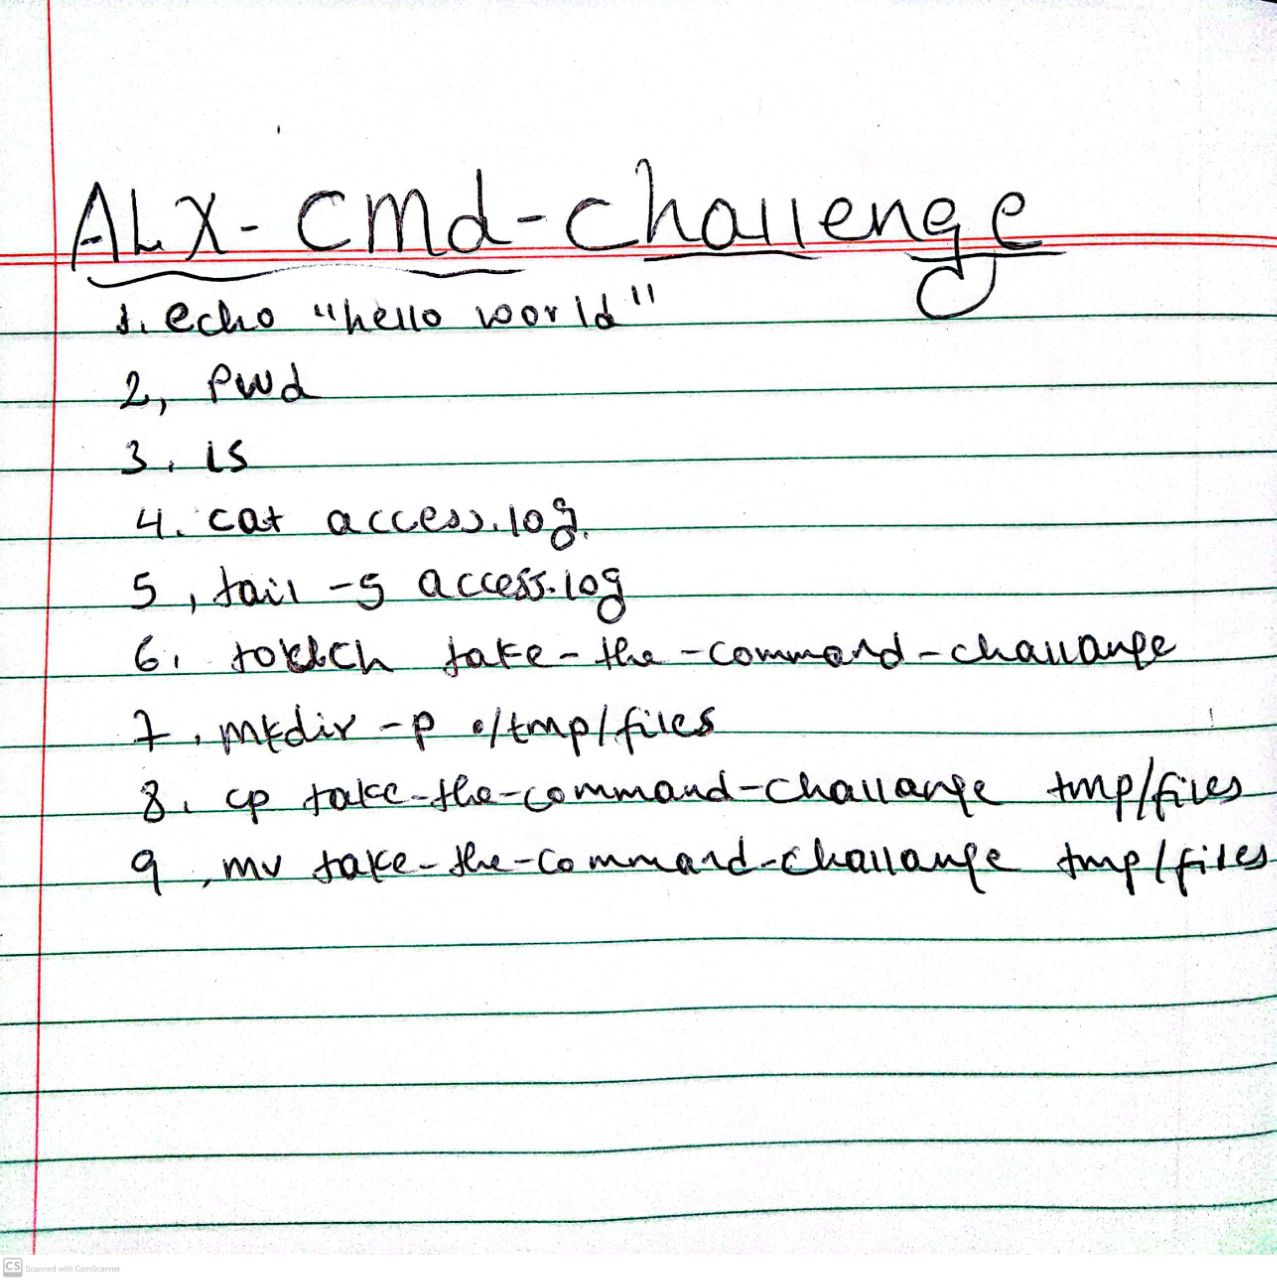 ALX-cmd-challenge
1. echo "hello world"
2, pwd
3. ls
4. cat access.log.
5, tail -5 access.log
6. touch take-the-command-challange
7. mkdir -p ./tmp/files
8. cp take-the-command-challange tmp/files
9, mv take-the-command-challange tmp/files
CS Scanned with CamScanner